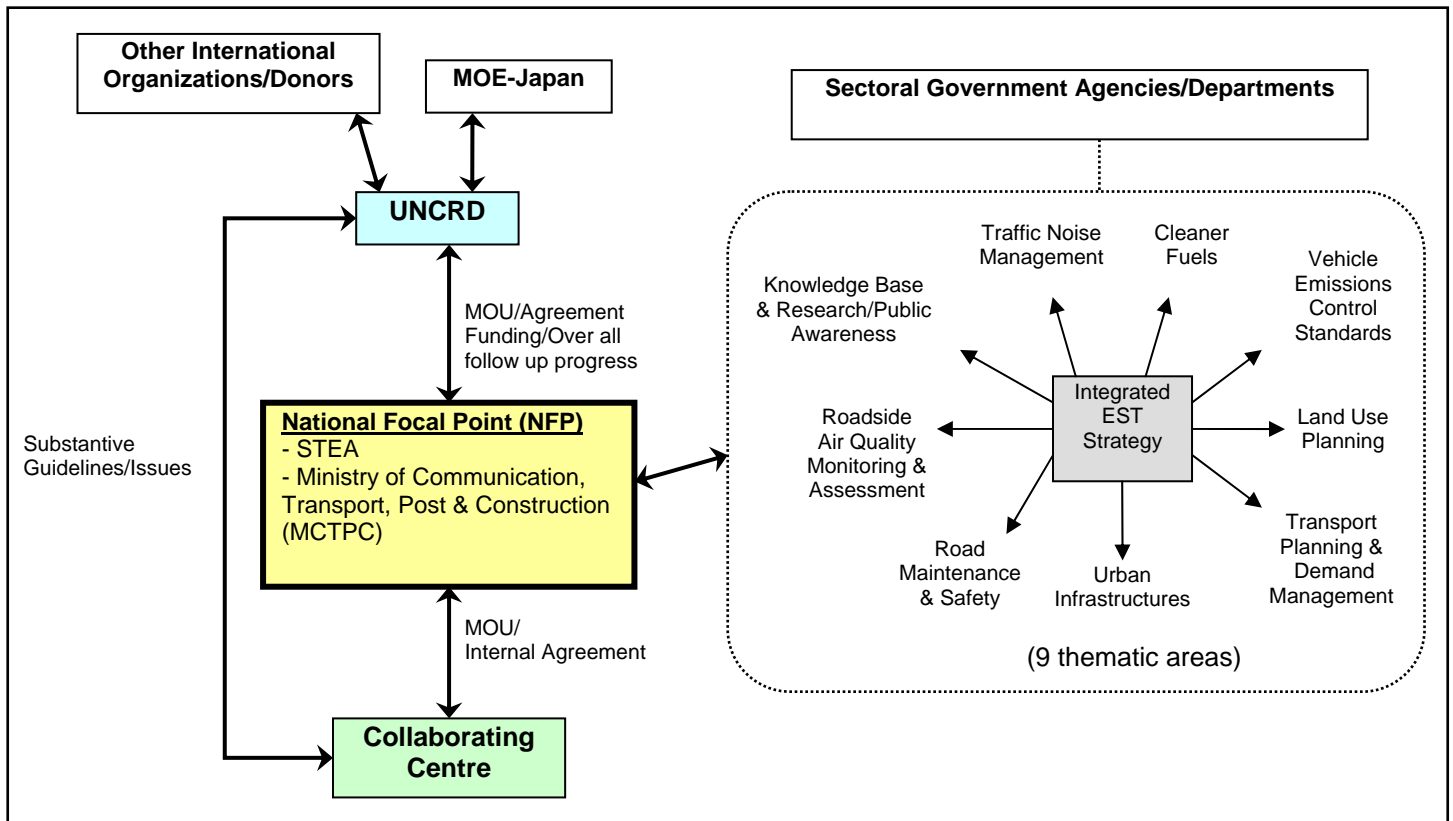 Other International
Organizations/Donors
MOE-Japan
Sectoral Government Agencies/Departments
UNCRD
MOU/Agreement
Funding/Over all
follow up progress
Substantive
Guidelines/Issues
National Focal Point (NFP)
- STEA
- Ministry of Communication,
Transport, Post & Construction
(MCTPC)
MOU/
Internal Agreement
Collaborating
Centre
Traffic Noise
Management
Cleaner
Fuels
Vehicle
Emissions
Control
Standards
Knowledge Base
& Research/Public
Awareness
Integrated
EST
Strategy
Roadside
Air Quality
Monitoring &
Assessment
Land Use
Planning
Road
Maintenance
& Safety
Urban
Infrastructures
Transport
Planning &
Demand
Management
(9 thematic areas)